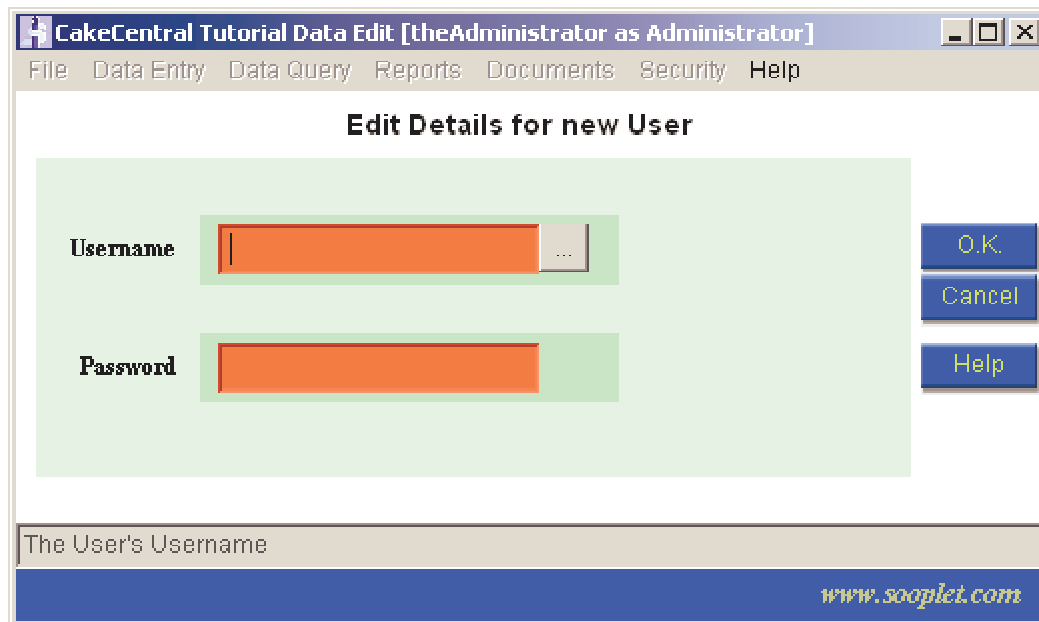 CakeCentral Tutorial Data Edit [theAdministrator as Administrator]
File Data Entry Data Query Reports Documents Security Help
Edit Details for new User
Username ...
O.K.
Cancel
Password
Help
The User's Username
www.sooplet.com